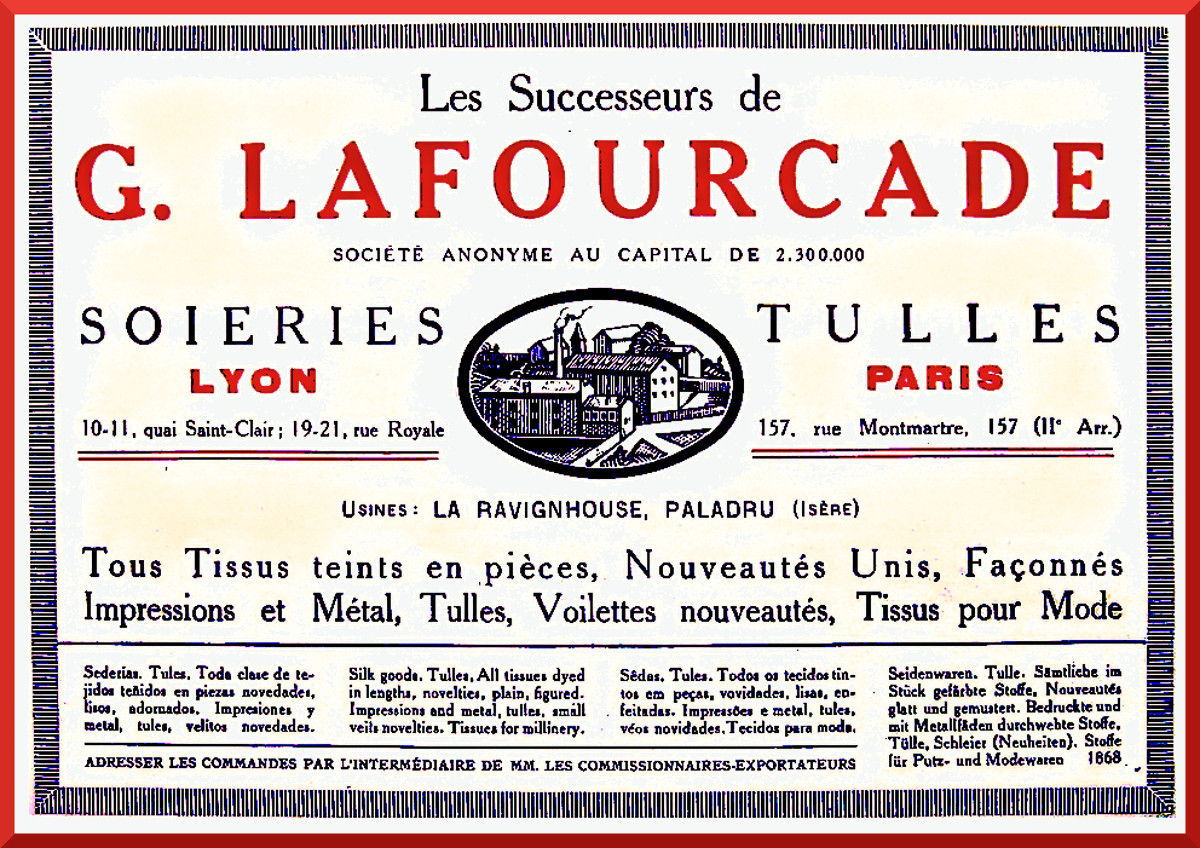 Les Successeurs de
G. LAFOURCADE
SOCIÉTÉ ANONYME AU CAPITAL DE 2.300.000
SOIERIES
LYON
10-11, quai Saint-Clair; 19-21, rue Royale
TULLES
PARIS
157, rue Montmartre, 157 (IIe Arr.)
USINES: LA RAVIGNHOUSE, PALADRU (ISÈRE)
Tous Tissus teints en pièces, Nouveautés Unis, Façonnés
Impressions et Métal, Tulles, Voilettes nouveautés, Tissus pour Mode
Sederias. Tules. Toda clase de te-
jidos teñidos en piezas novedades,
lisos, adornados. Impresiones y
metal, tules, velitos novedades.
Silk goods. Tulles, All tissues dyed
in lengths, novelties, plain, figured.
Impressions and metal, tulles, small
veils novelties. Tissues for millinery.
Sêdas. Tules. Todos os tecidos tin-
tos em peças, vovidades, lisas, en-
feitadas. Impressões e metal, tules,
véos novidades. Tecidos para moda.
Seidenwaren. Tulle. Sämtliche im
Stück gefärbte Stoffe, Nouveautés
glatt und gemustert. Bedruckte und
mit Metallfäden durchwebte Stoffe,
Tülle, Schleier (Neuheiten). Stoffe
für Putz- und Modewaren 1868.
ADRESSER LES COMMANDES PAR L'INTERMÉDIAIRE DE MM. LES COMMISSIONNAIRES-EXPORTATEURS